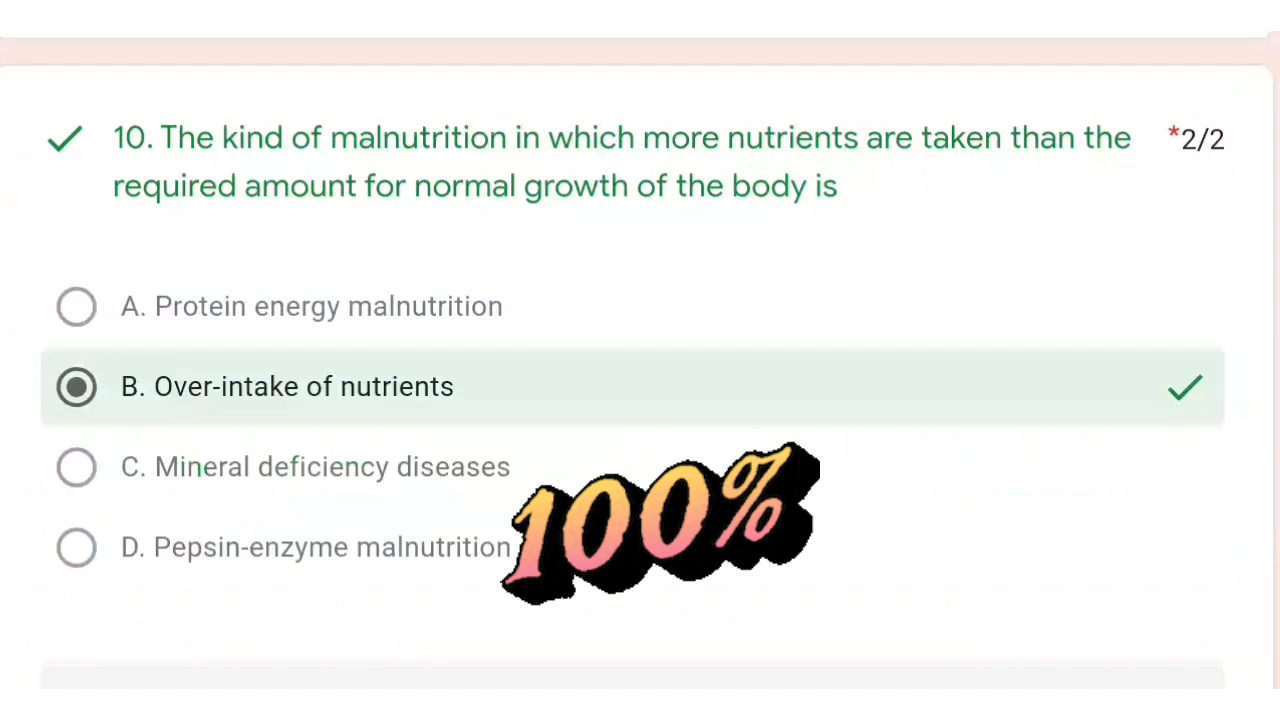 10. The kind of malnutrition in which more nutrients are taken than the *2/2
required amount for normal growth of the body is
A. Protein energy malnutrition
B. Over-intake of nutrients
C. Mineral deficiency diseases
D. Pepsin-enzyme malnutrition
100%